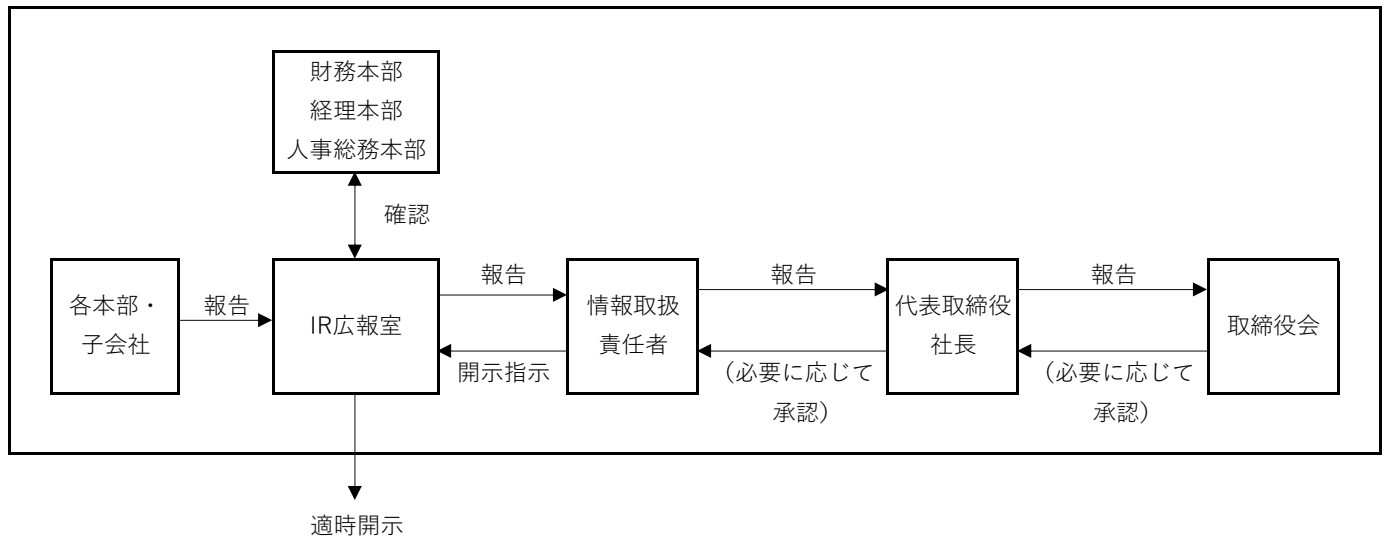 財務本部
経理本部
人事総務本部
確認
各本部・
子会社
報告
IR広報室
報告
開示指示
情報取扱
責任者
報告
（必要に応じて
承認）
代表取締役
社長
報告
（必要に応じて
承認）
取締役会
適時開示